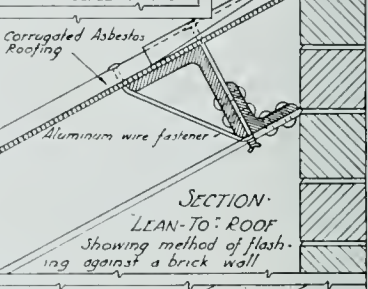 Corrugated Asbestos
Roofing
Aluminum wire fastener
SECTION·
LEAN-TO: ROOF
Showing method of flash-
ing against a brick wall